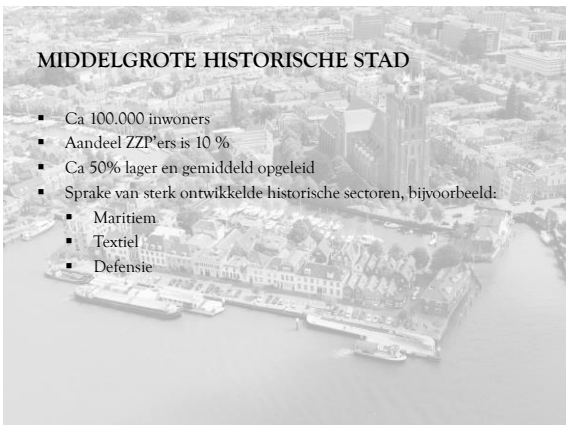 MIDDELGROTE HISTORISCHE STAD
▪ Ca 100.000 inwoners
▪ Aandeel ZZP'ers is 10 %
▪ Ca 50% lager en gemiddeld opgeleid
▪ Sprake van sterk ontwikkelde historische sectoren, bijvoorbeeld:
▪ Maritiem
▪ Textiel
▪ Defensie